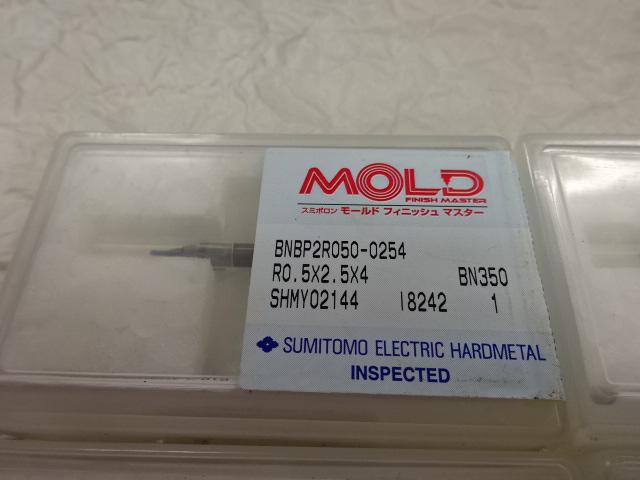 MOLD
FINISH MASTER
スミボロン モールド フィニッシュ マスター
BNBP2R050-0254
R0.5X2.5X4 BN350
SHMY02144 I8242 1
SUMITOMO ELECTRIC HARDMETAL
INSPECTED